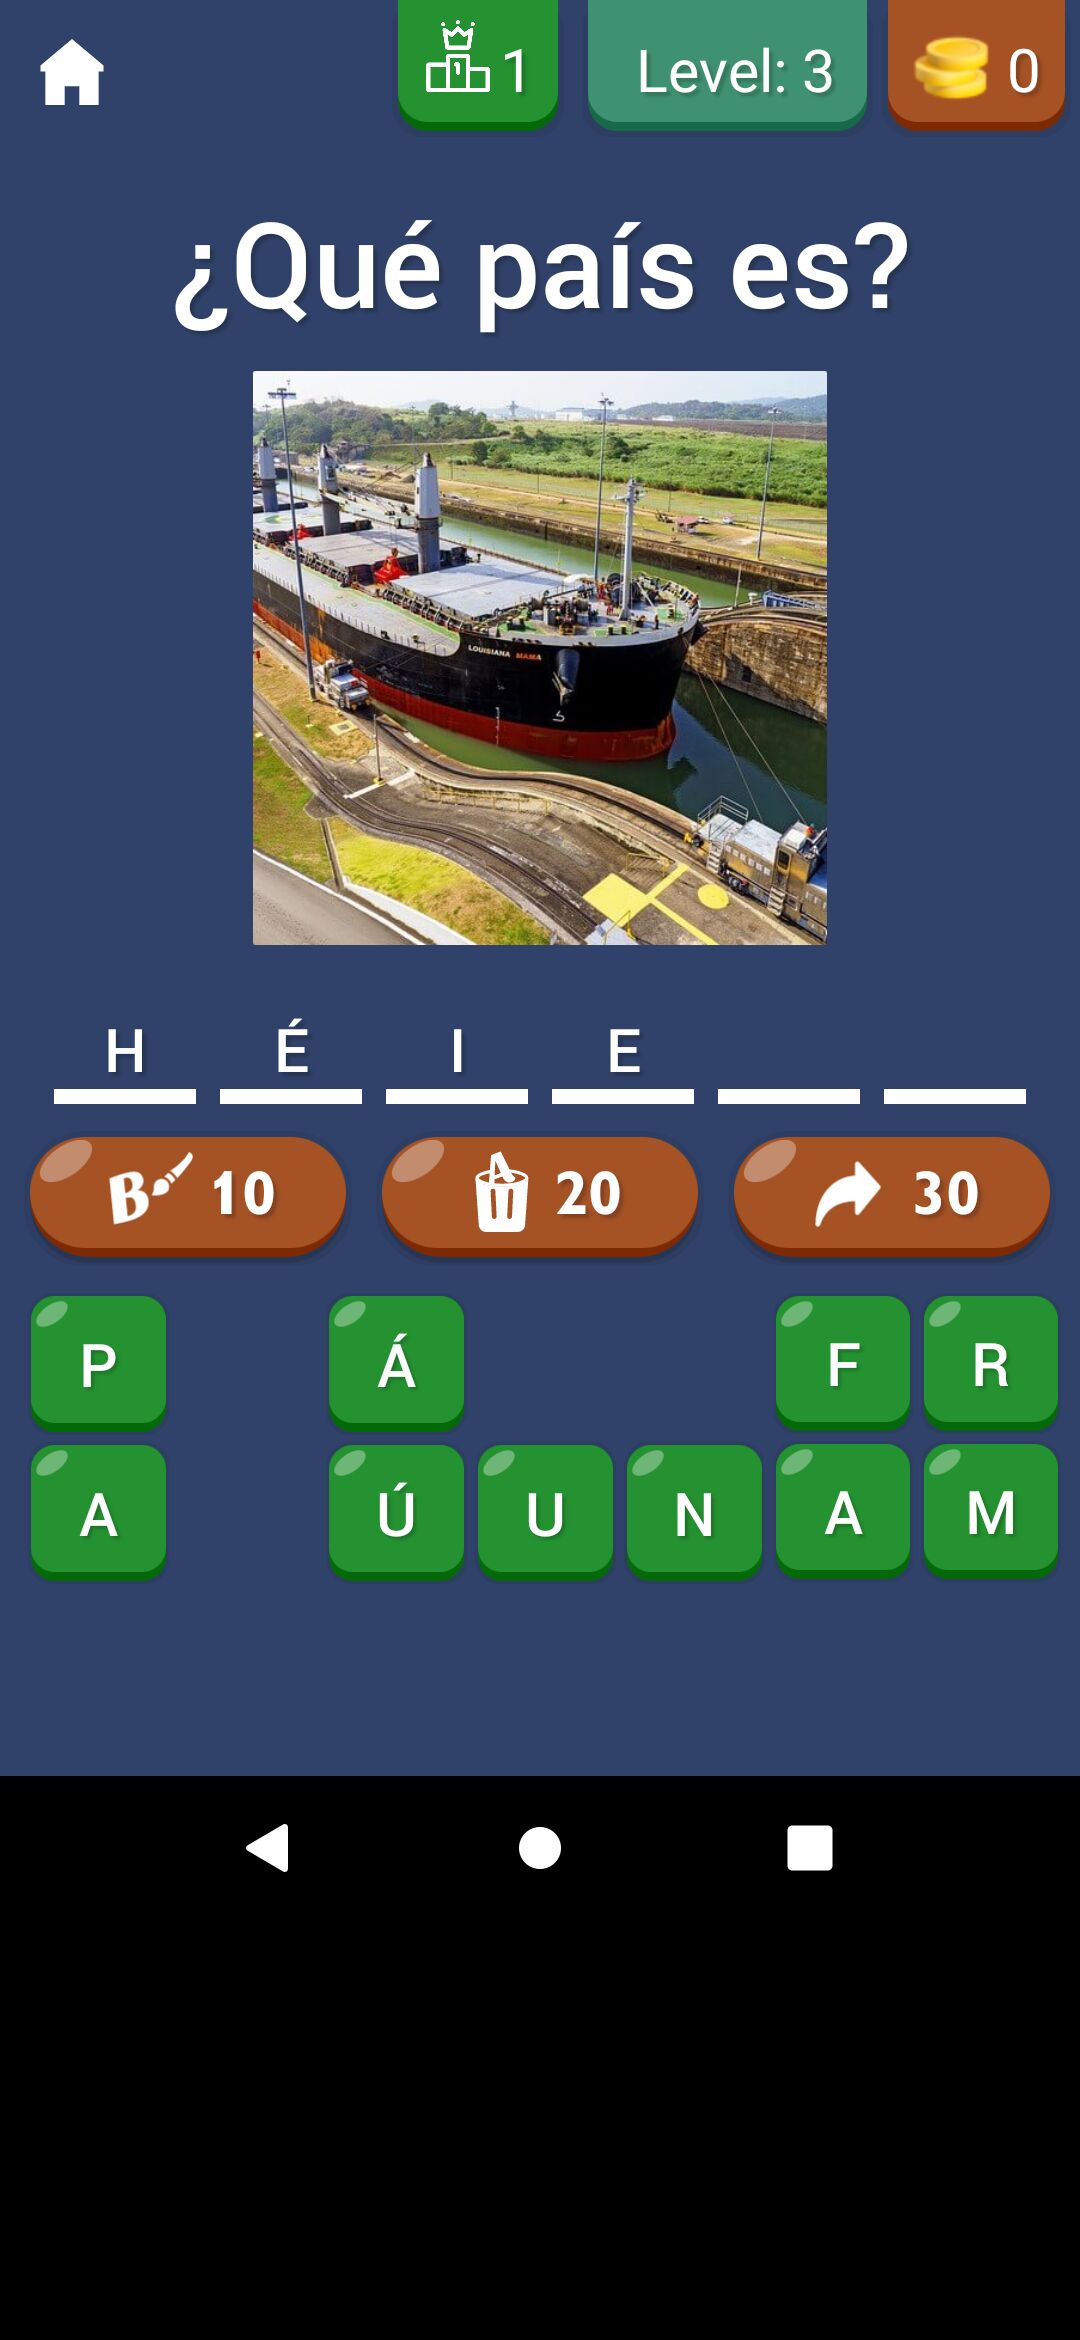 1 Level: 3 0
¿Qué país es?
LOUISIANA MAMA
H É I E
B 10 20 30
P Á F R
A Ú U N A M